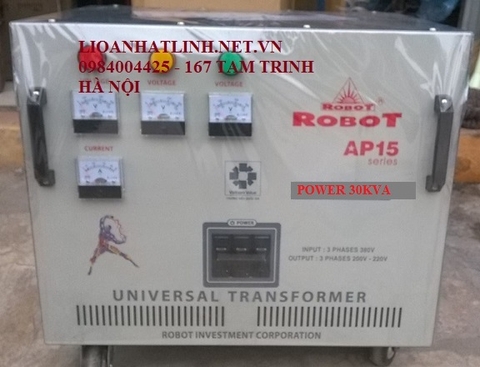 LIOANHATLINH.NET.VN
0984004425 - 167 TAM TRINH
HÀ NỘI
VOLTAGE
VOLTAGE
CURRENT
ROBOT
ROBOT
AP15
series
POWER 30KVA
POWER
INPUT : 3 PHASES 380V
OUTPUT : 3 PHASES 200V - 220V
UNIVERSAL TRANSFORMER
ROBOT INVESTMENT CORPORATION